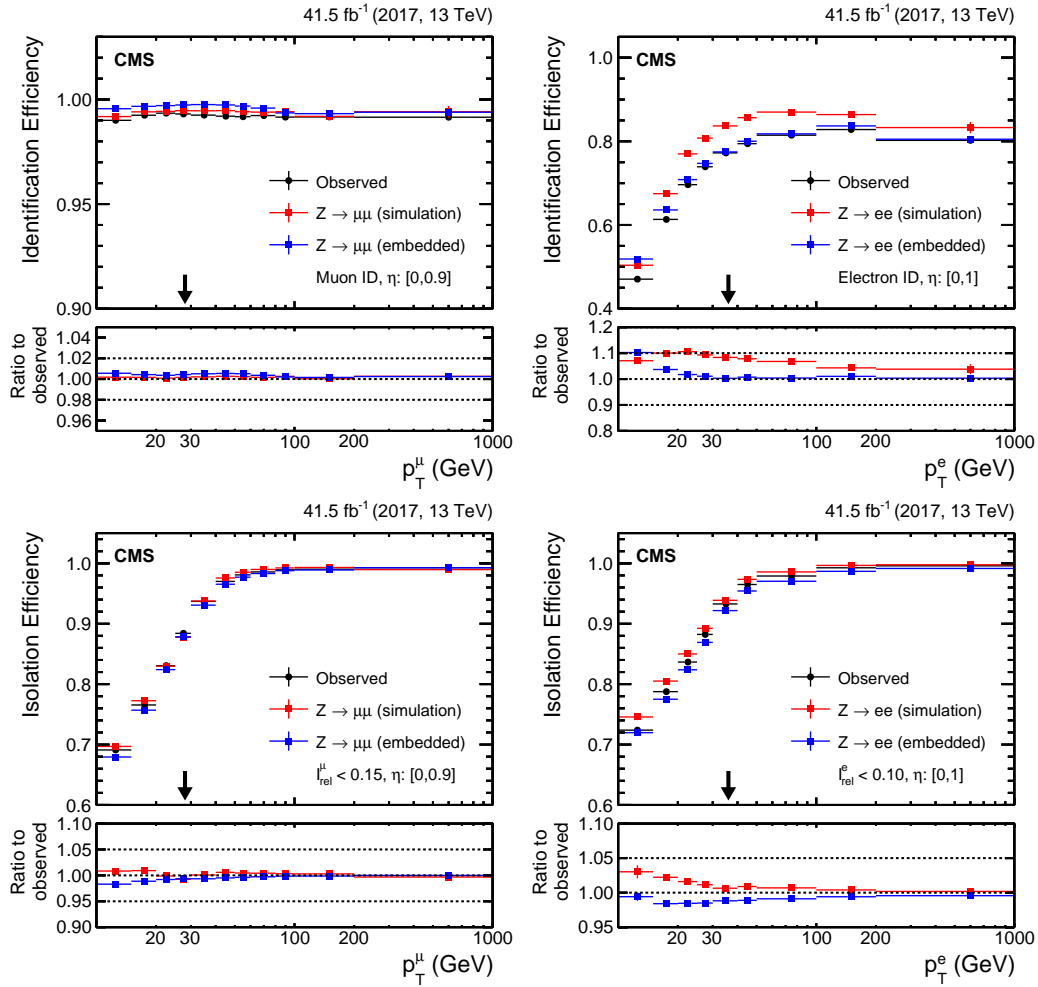 41.5 fb⁻¹ (2017, 13 TeV)
Identification Efficiency
CMS
1.00
0.95
0.90
Observed
Z → μμ (simulation)
Z → μμ (embedded)
Muon ID, η: [0,0.9]
Ratio to observed
1.04
1.02
1.00
0.98
0.96
20 30 100 200 1000
p_T^μ (GeV)
41.5 fb⁻¹ (2017, 13 TeV)
Identification Efficiency
CMS
1.0
0.8
0.6
0.4
Observed
Z → ee (simulation)
Z → ee (embedded)
Electron ID, η: [0,1]
Ratio to observed
1.2
1.1
1.0
0.9
0.8
20 30 100 200 1000
p_T^e (GeV)
41.5 fb⁻¹ (2017, 13 TeV)
Isolation Efficiency
CMS
1.0
0.9
0.8
0.7
0.6
Observed
Z → μμ (simulation)
Z → μμ (embedded)
I_rel^μ < 0.15, η: [0,0.9]
Ratio to observed
1.10
1.05
1.00
0.95
0.90
20 30 100 200 1000
p_T^μ (GeV)
41.5 fb⁻¹ (2017, 13 TeV)
Isolation Efficiency
CMS
1.0
0.9
0.8
0.7
0.6
Observed
Z → ee (simulation)
Z → ee (embedded)
I_rel^e < 0.10, η: [0,1]
Ratio to observed
1.10
1.05
1.00
0.95
20 30 100 200 1000
p_T^e (GeV)